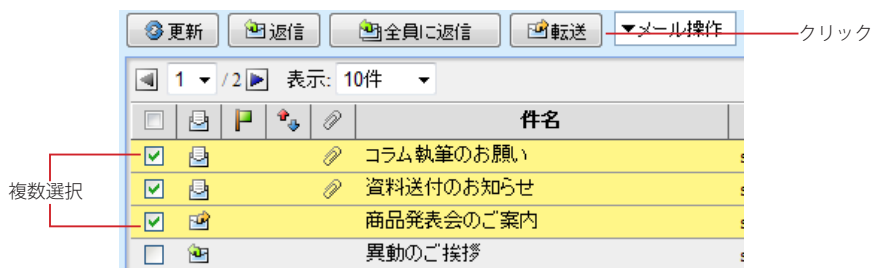 更新 返信 全員に返信 転送 ▼メール操作 クリック
1 / 2 表示: 10件
件名
コラム執筆のお願い
資料送付のお知らせ
複数選択
商品発表会のご案内
異動のご挨拶